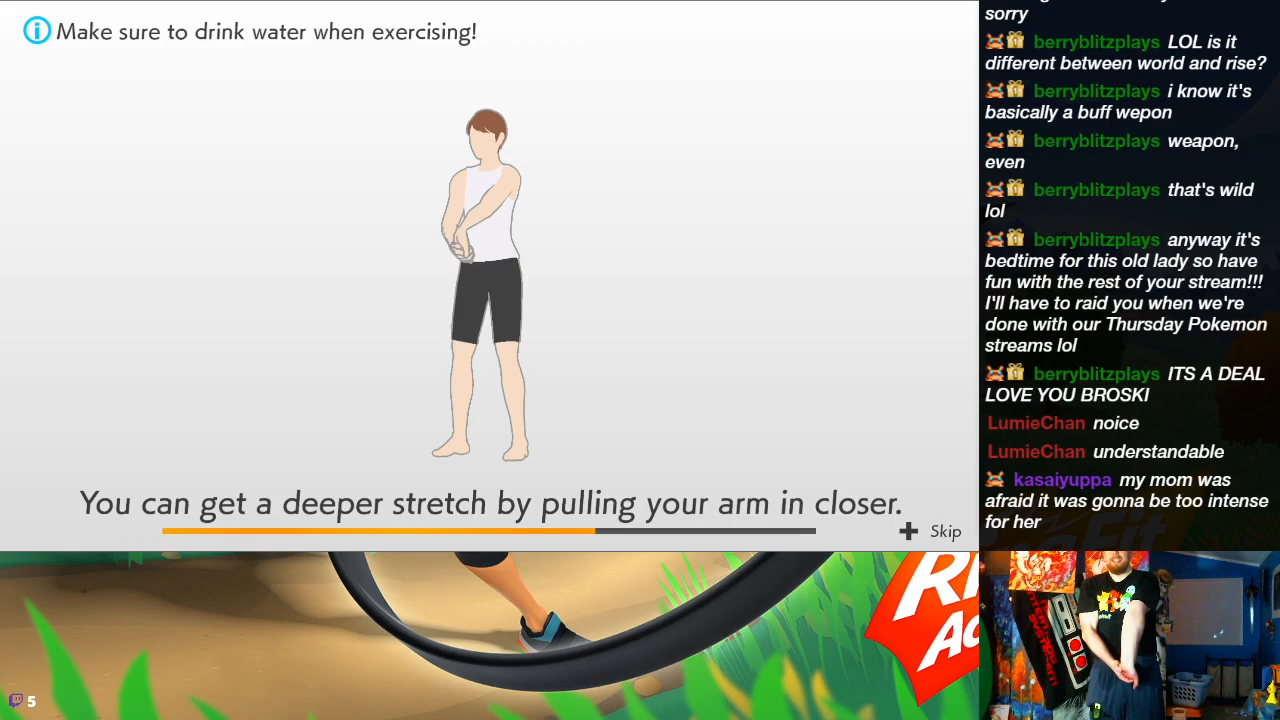 Make sure to drink water when exercising!
You can get a deeper stretch by pulling your arm in closer.
Skip
5
sorry
berryblitzplays LOL is it
different between world and rise?
berryblitzplays i know it's
basically a buff wepon
berryblitzplays weapon,
even
berryblitzplays that's wild
lol
berryblitzplays anyway it's
bedtime for this old lady so have
fun with the rest of your stream!!!
I'll have to raid you when we're
done with our Thursday Pokemon
streams lol
berryblitzplays ITS A DEAL
LOVE YOU BROSKI
LumieChan noice
LumieChan understandable
kasaiyuppa my mom was
afraid it was gonna be too intense
for her